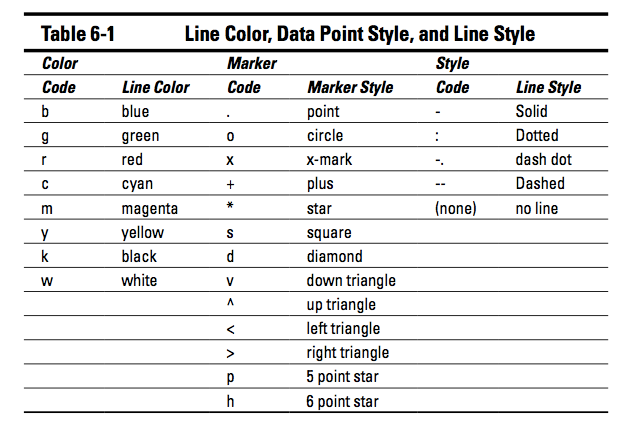 Table 6-1 Line Color, Data Point Style, and Line Style
Color Marker Style
Code Line Color Code Marker Style Code Line Style
b blue . point - Solid
g green o circle : Dotted
r red x x-mark -. dash dot
c cyan + plus -- Dashed
m magenta * star (none) no line
y yellow s square
k black d diamond
w white v down triangle
^ up triangle
< left triangle
> right triangle
p 5 point star
h 6 point star